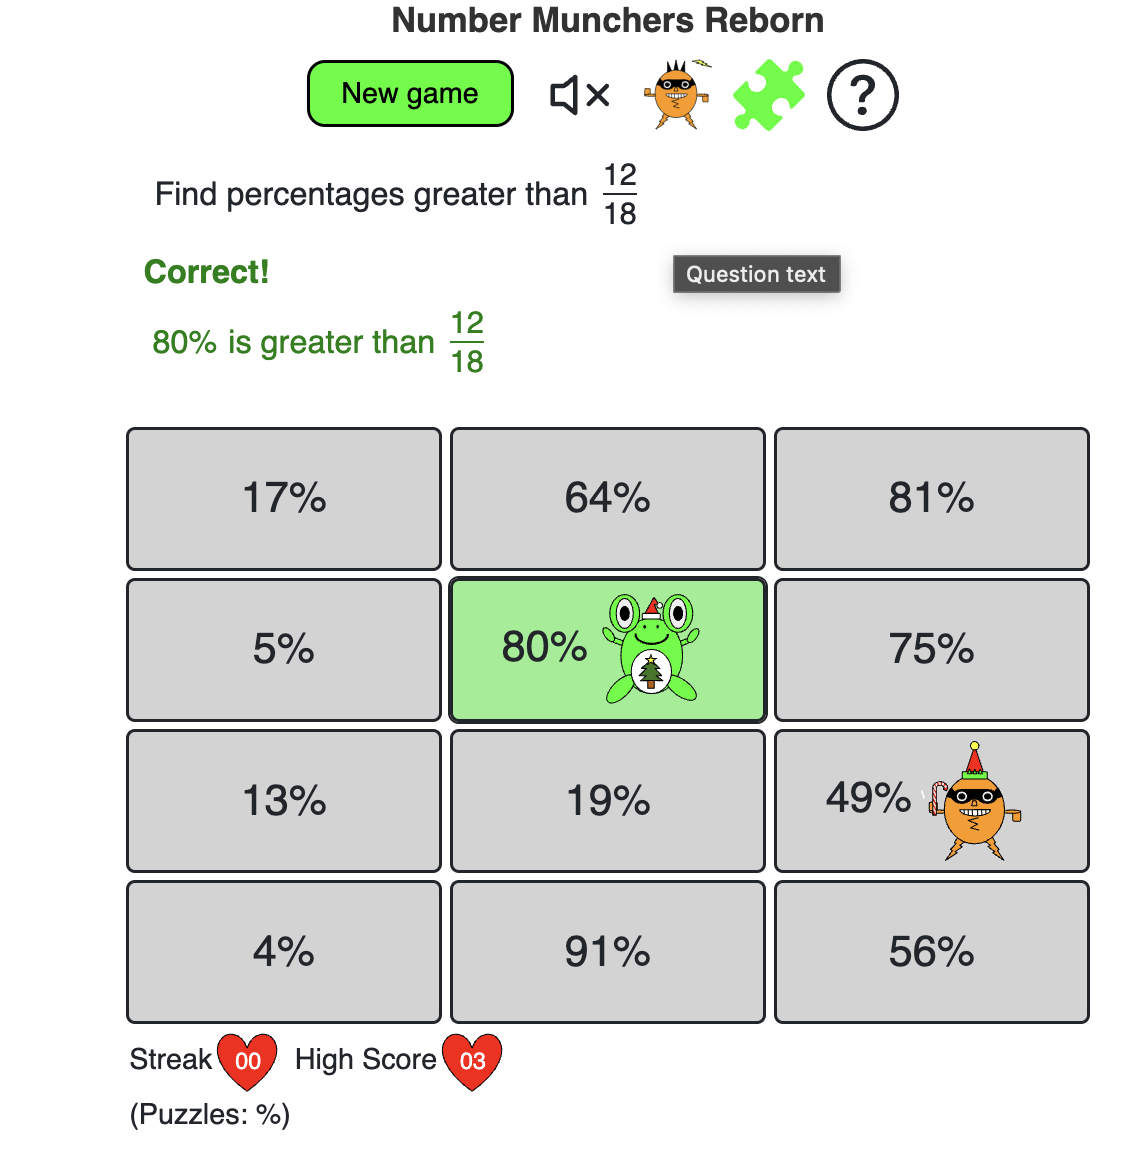 Number Munchers Reborn
New game ?
Find percentages greater than 12/18
Correct!
Question text
80% is greater than 12/18
17% 64% 81%
5% 80% 75%
13% 19% 49%
4% 91% 56%
Streak 00 High Score 03
(Puzzles: %)